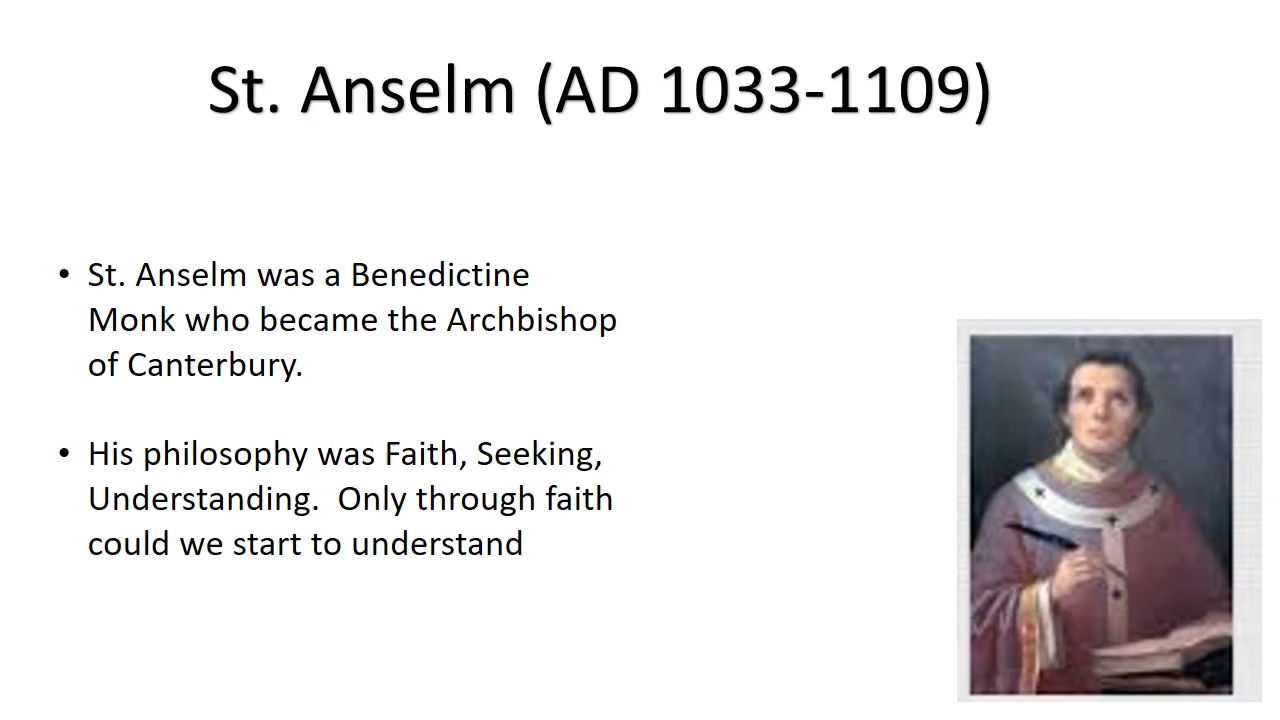 St. Anselm (AD 1033-1109)
• St. Anselm was a Benedictine
Monk who became the Archbishop
of Canterbury.
• His philosophy was Faith, Seeking,
Understanding.  Only through faith
could we start to understand